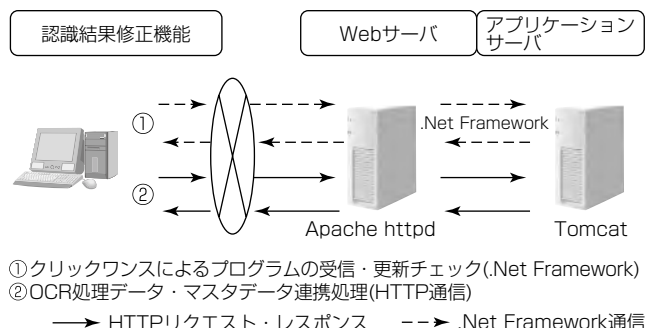 認識結果修正機能
Webサーバ
アプリケーション
サーバ
①
.Net Framework
②
Apache httpd
Tomcat
①クリックワンスによるプログラムの受信・更新チェック(.Net Framework)
②OCR処理データ・マスタデータ連携処理(HTTP通信)
HTTPリクエスト・レスポンス
.Net Framework通信